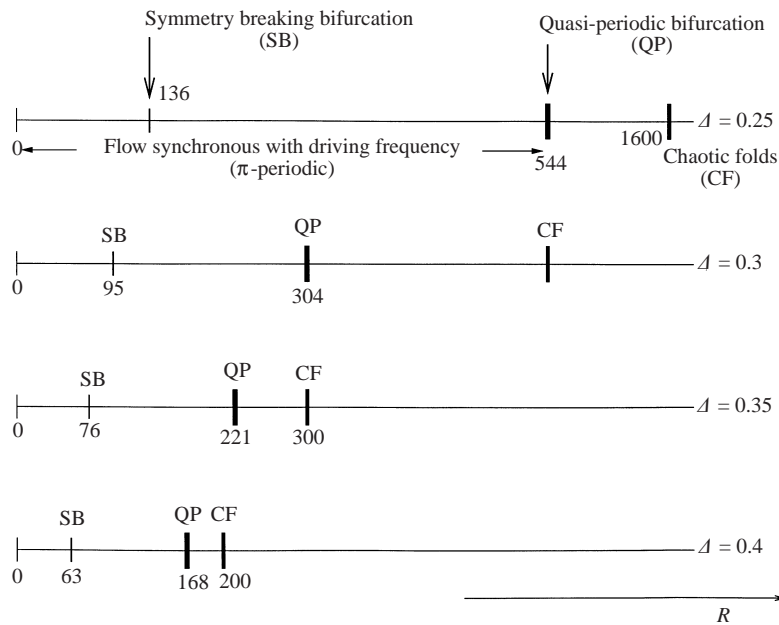 Symmetry breaking bifurcation
(SB)
Quasi-periodic bifurcation
(QP)
136
Δ = 0.25
0
Flow synchronous with driving frequency
(π-periodic)
544
1600
Chaotic folds
(CF)
SB
QP
CF
Δ = 0.3
0
95
304
SB
QP
CF
Δ = 0.35
0
76
221
300
SB
QP
CF
Δ = 0.4
0
63
168
200
R